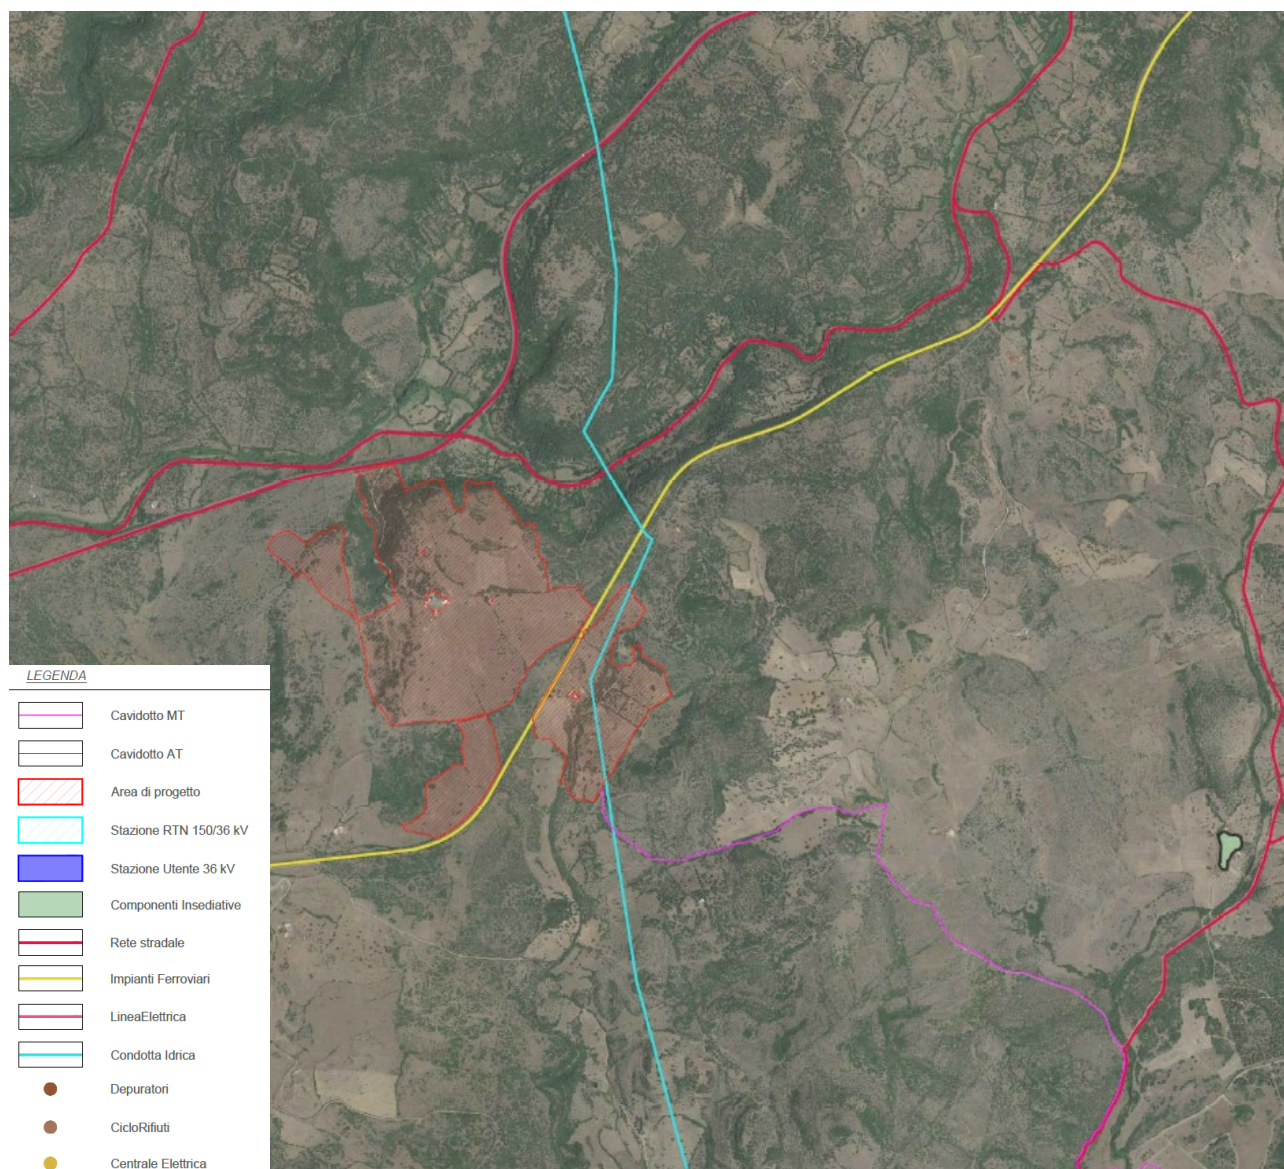 LEGENDA
Cavidotto MT
Cavidotto AT
Area di progetto
Stazione RTN 150/36 kV
Stazione Utente 36 kV
Componenti Insediative
Rete stradale
Impianti Ferroviari
LineaElettrica
Condotta Idrica
Depuratori
CicloRifiuti
Centrale Elettrica